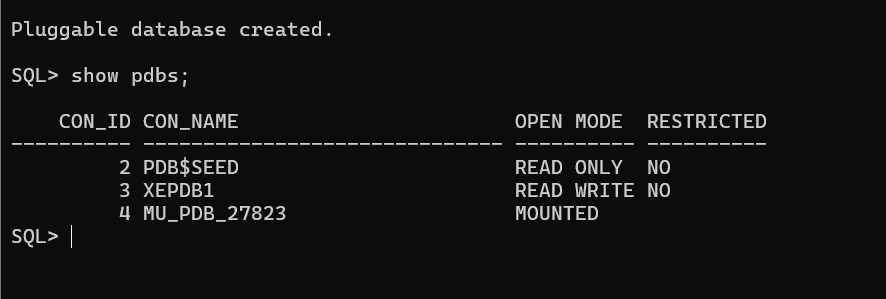 Pluggable database created.
SQL> show pdbs;
    CON_ID CON_NAME                       OPEN MODE  RESTRICTED
---------- ------------------------------ ---------- ----------
         2 PDB$SEED                       READ ONLY  NO
         3 XEPDB1                         READ WRITE NO
         4 MU_PDB_27823                   MOUNTED
SQL>